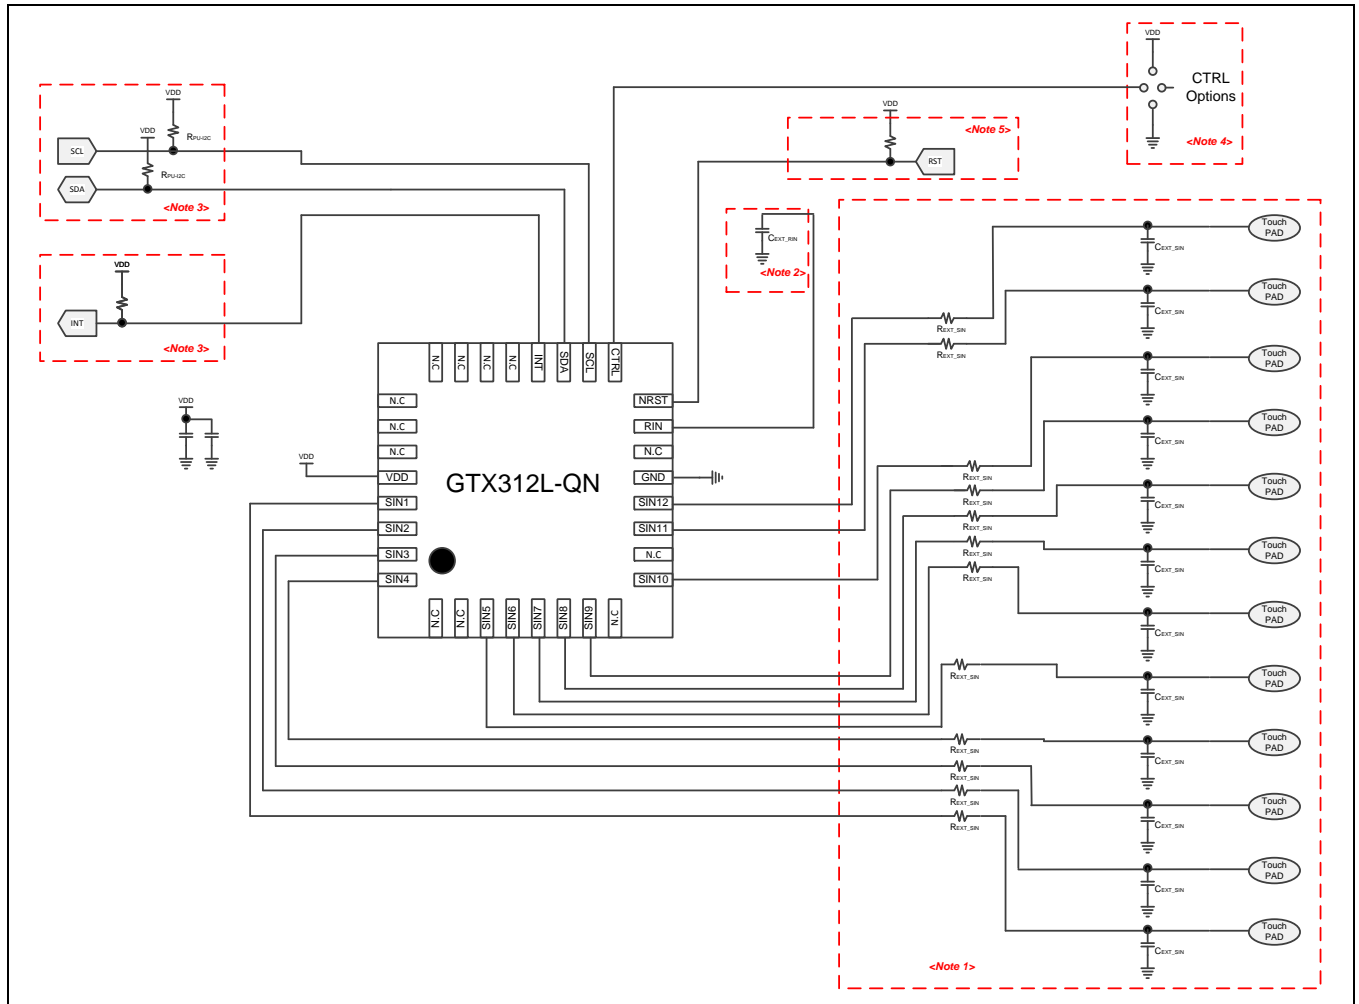 VDD
CTRL
Options
<Note 4>
VDD
RPU-I2C
VDD
RPU-I2C
SCL
SDA
<Note 3>
VDD
<Note 5>
RST
CEXT_RIN
<Note 2>
VDD
INT
<Note 3>
VDD
VDD
N.C
N.C
N.C
N.C
INT
SDA
SCL
CTRL
N.C
N.C
N.C
VDD
SIN1
SIN2
SIN3
SIN4
GTX312L-QN
NRST
RIN
N.C
GND
SIN12
SIN11
N.C
SIN10
N.C
N.C
SIN5
SIN6
SIN7
SIN8
SIN9
N.C
REXT_SIN
REXT_SIN
REXT_SIN
REXT_SIN
REXT_SIN
REXT_SIN
REXT_SIN
REXT_SIN
REXT_SIN
REXT_SIN
REXT_SIN
REXT_SIN
Touch
PAD
CEXT_SIN
Touch
PAD
CEXT_SIN
Touch
PAD
CEXT_SIN
Touch
PAD
CEXT_SIN
Touch
PAD
CEXT_SIN
Touch
PAD
CEXT_SIN
Touch
PAD
CEXT_SIN
Touch
PAD
CEXT_SIN
Touch
PAD
CEXT_SIN
Touch
PAD
CEXT_SIN
Touch
PAD
CEXT_SIN
Touch
PAD
CEXT_SIN
<Note 1>